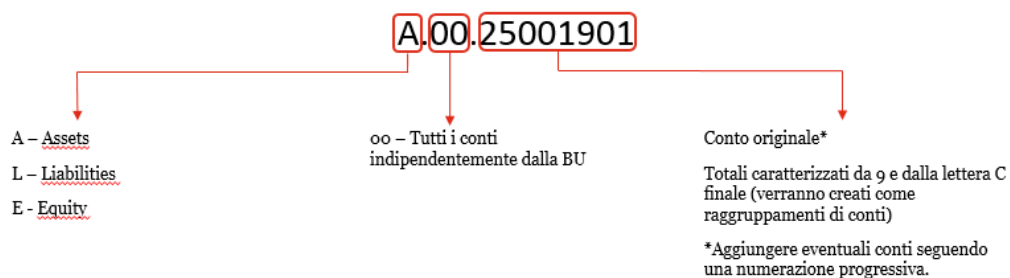 A.00.25001901
A – Assets
L – Liabilities
E - Equity
00 – Tutti i conti
indipendentemente dalla BU
Conto originale*
Totali caratterizzati da 9 e dalla lettera C
finale (verranno creati come
raggruppamenti di conti)
*Aggiungere eventuali conti seguendo
una numerazione progressiva.